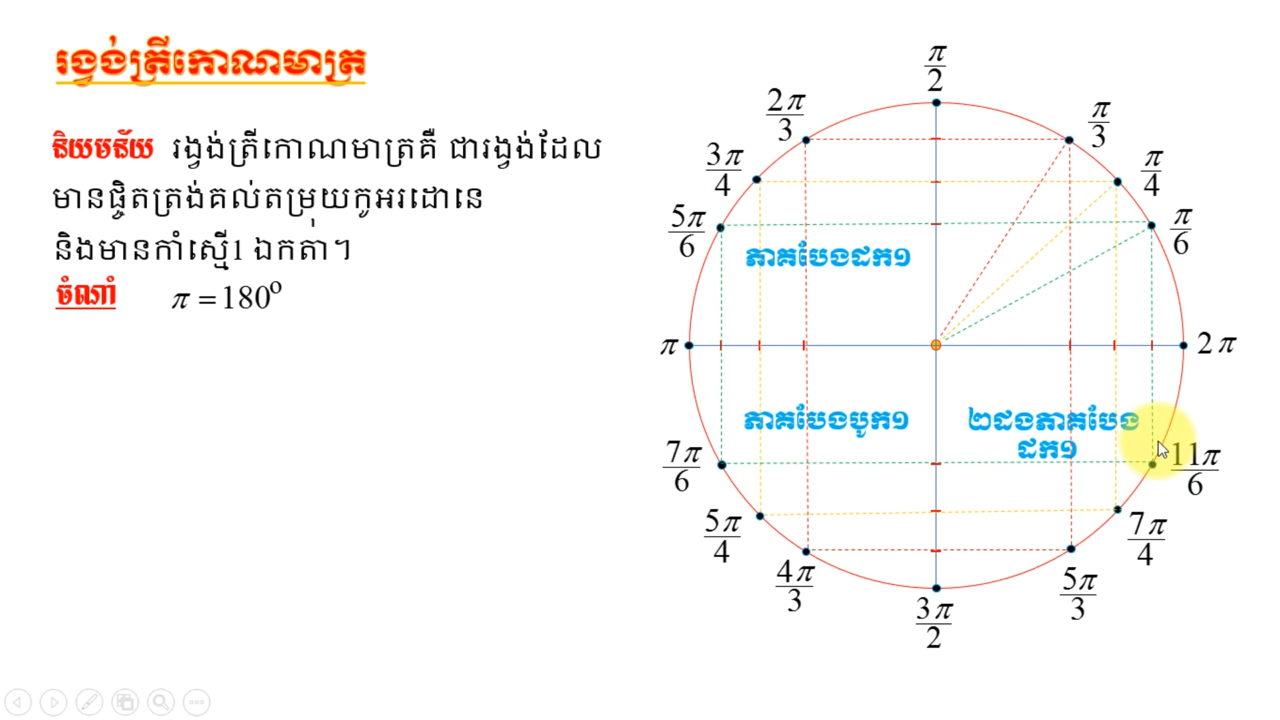 រង្វង់ត្រីកោណមាត្រ
និយមន័យ រង្វង់ត្រីកោណមាត្រគឺ ជារង្វង់ដែល
មានផ្ចិតត្រង់គល់តម្រុយកូអរដោនេ
និងមានកាំស្មើ1 ឯកតា។
ចំណាំ π = 180°
π/2
2π/3
π/3
3π/4
π/4
5π/6
π/6
ភាគបែងដក១
π
2π
ភាគបែងបូក១
២ដងភាគបែង
ដក១
7π/6
11π/6
5π/4
7π/4
4π/3
5π/3
3π/2